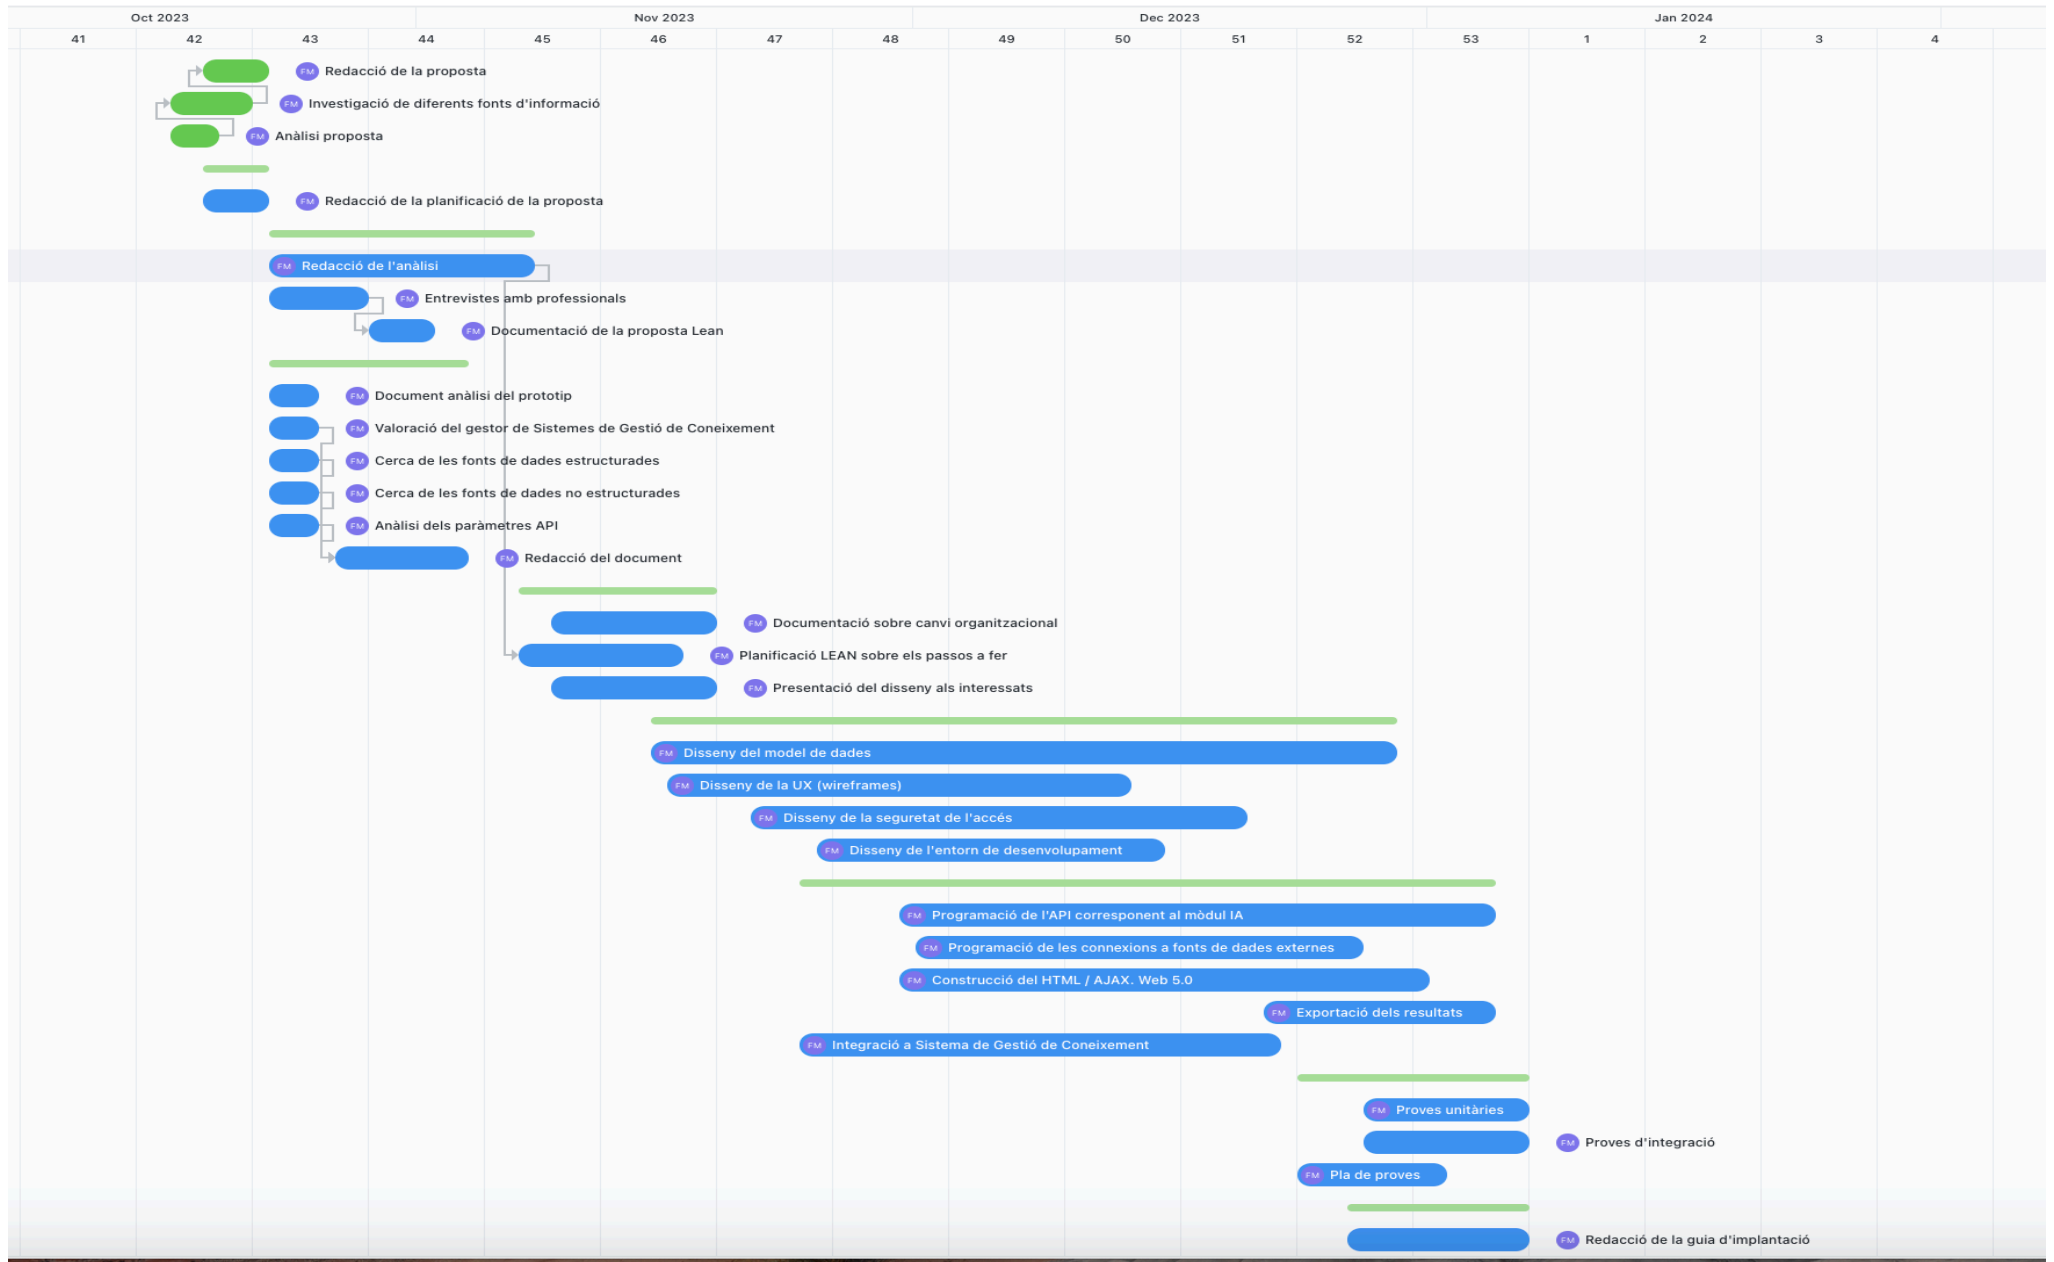 Oct 2023 Nov 2023 Dec 2023 Jan 2024
41 42 43 44 45 46 47 48 49 50 51 52 53 1 2 3 4
FM Redacció de la proposta
FM Investigació de diferents fonts d'informació
FM Anàlisi proposta
FM Redacció de la planificació de la proposta
FM Redacció de l'anàlisi
FM Entrevistes amb professionals
FM Documentació de la proposta Lean
FM Document anàlisi del prototip
FM Valoració del gestor de Sistemes de Gestió de Coneixement
FM Cerca de les fonts de dades estructurades
FM Cerca de les fonts de dades no estructurades
FM Anàlisi dels paràmetres API
FM Redacció del document
FM Documentació sobre canvi organitzacional
FM Planificació LEAN sobre els passos a fer
FM Presentació del disseny als interessats
FM Disseny del model de dades
FM Disseny de la UX (wireframes)
FM Disseny de la seguretat de l'accés
FM Disseny de l'entorn de desenvolupament
FM Programació de l'API corresponent al mòdul IA
FM Programació de les connexions a fonts de dades externes
FM Construcció del HTML / AJAX. Web 5.0
FM Exportació dels resultats
FM Integració a Sistema de Gestió de Coneixement
FM Proves unitàries
FM Proves d'integració
FM Pla de proves
FM Redacció de la guia d'implantació